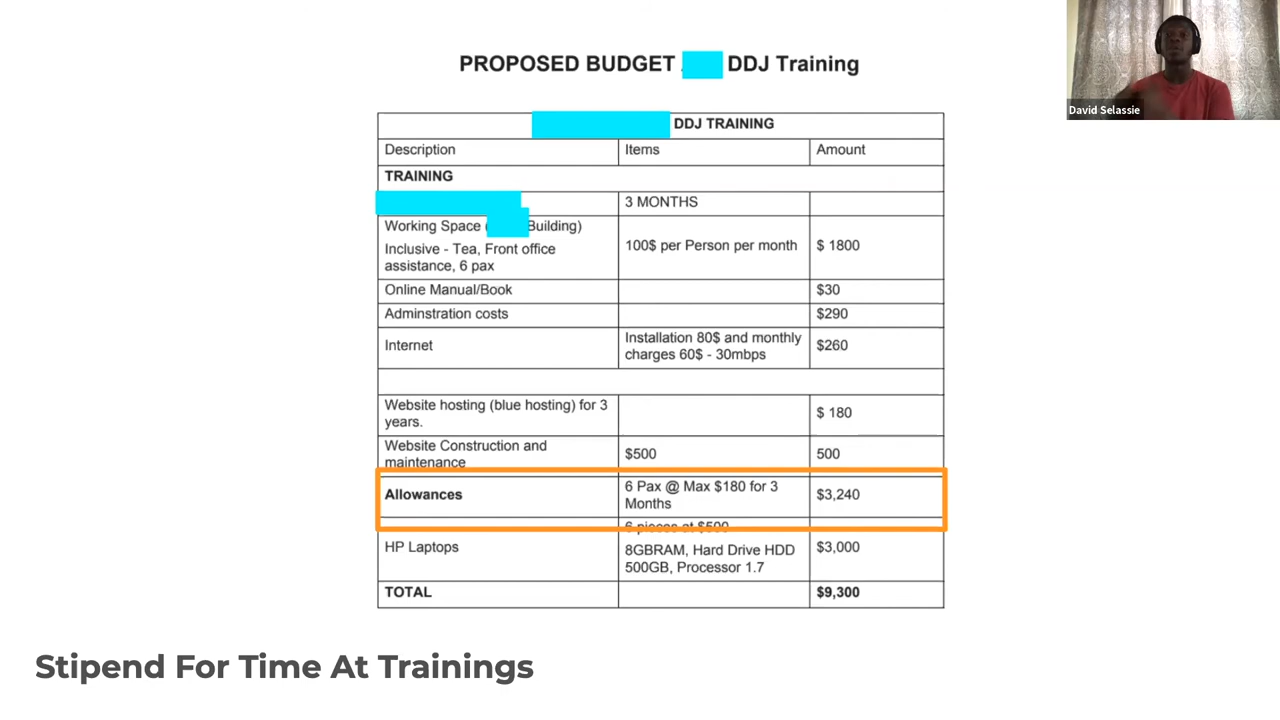 PROPOSED BUDGET DDJ Training
David Selassie
DDJ TRAINING
Description Items Amount
TRAINING
3 MONTHS
Working Space ( Building)
Inclusive - Tea, Front office
assistance, 6 pax
100$ per Person per month
$ 1800
Online Manual/Book
$30
Adminstration costs
$290
Internet
Installation 80$ and monthly
charges 60$ - 30mbps
$260
Website hosting (blue hosting) for 3
years.
$ 180
Website Construction and
maintenance
$500
500
Allowances
6 Pax @ Max $180 for 3
Months
$3,240
HP Laptops
6 pieces at $500
8GBRAM, Hard Drive HDD
500GB, Processor 1.7
$3,000
TOTAL
$9,300
Stipend For Time At Trainings